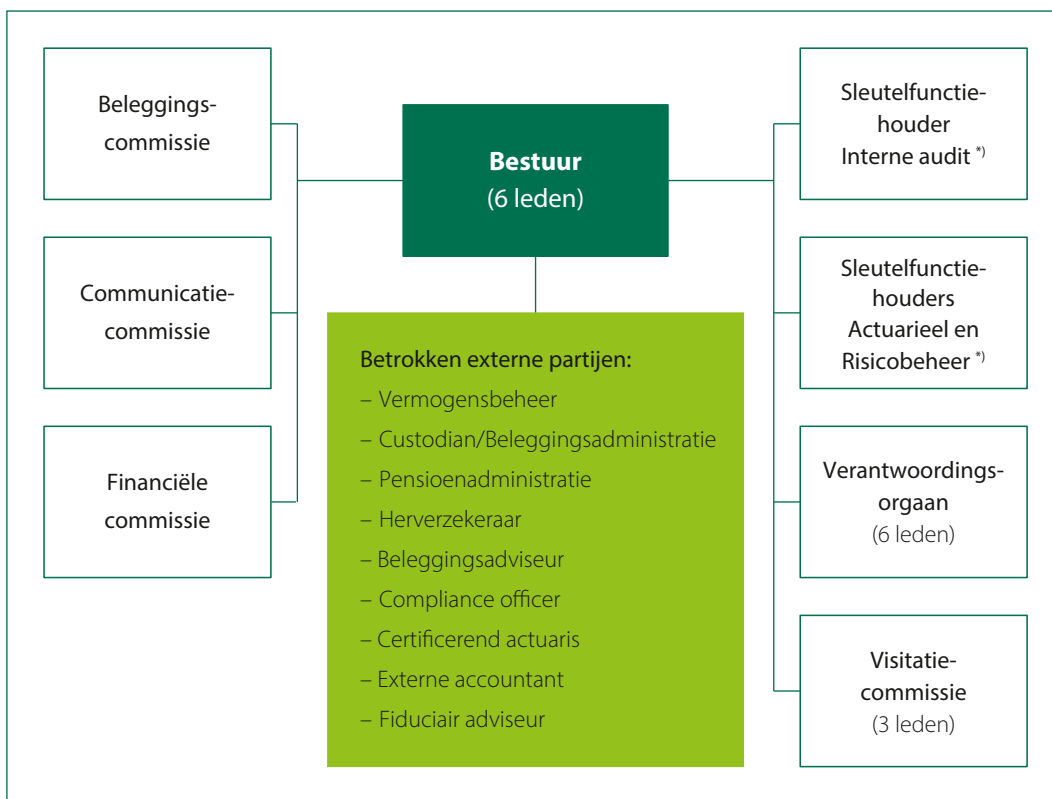 Beleggings-
commissie
Communicatie-
commissie
Financiële
commissie
Bestuur
(6 leden)
Betrokken externe partijen:
– Vermogensbeheer
– Custodian/Beleggingsadministratie
– Pensioenadministratie
– Herverzekeraar
– Beleggingsadviseur
– Compliance officer
– Certificerend actuaris
– Externe accountant
– Fiduciair adviseur
Sleutelfunctie-
houder
Interne audit *)
Sleutelfunctie-
houders
Actuarieel en
Risicobeheer *)
Verantwoordings-
orgaan
(6 leden)
Visitatie-
commissie
(3 leden)